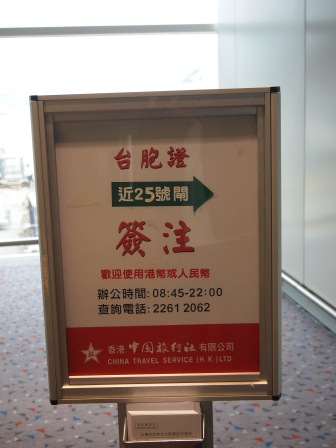 台胞證
近25號閘
簽注
歡迎使用港幣或人民幣
辦公時間:08:45-22:00
查詢電話:2261 2062
香港中国旅行社有限公司
CHINA TRAVEL SERVICE (H.K.) LTD